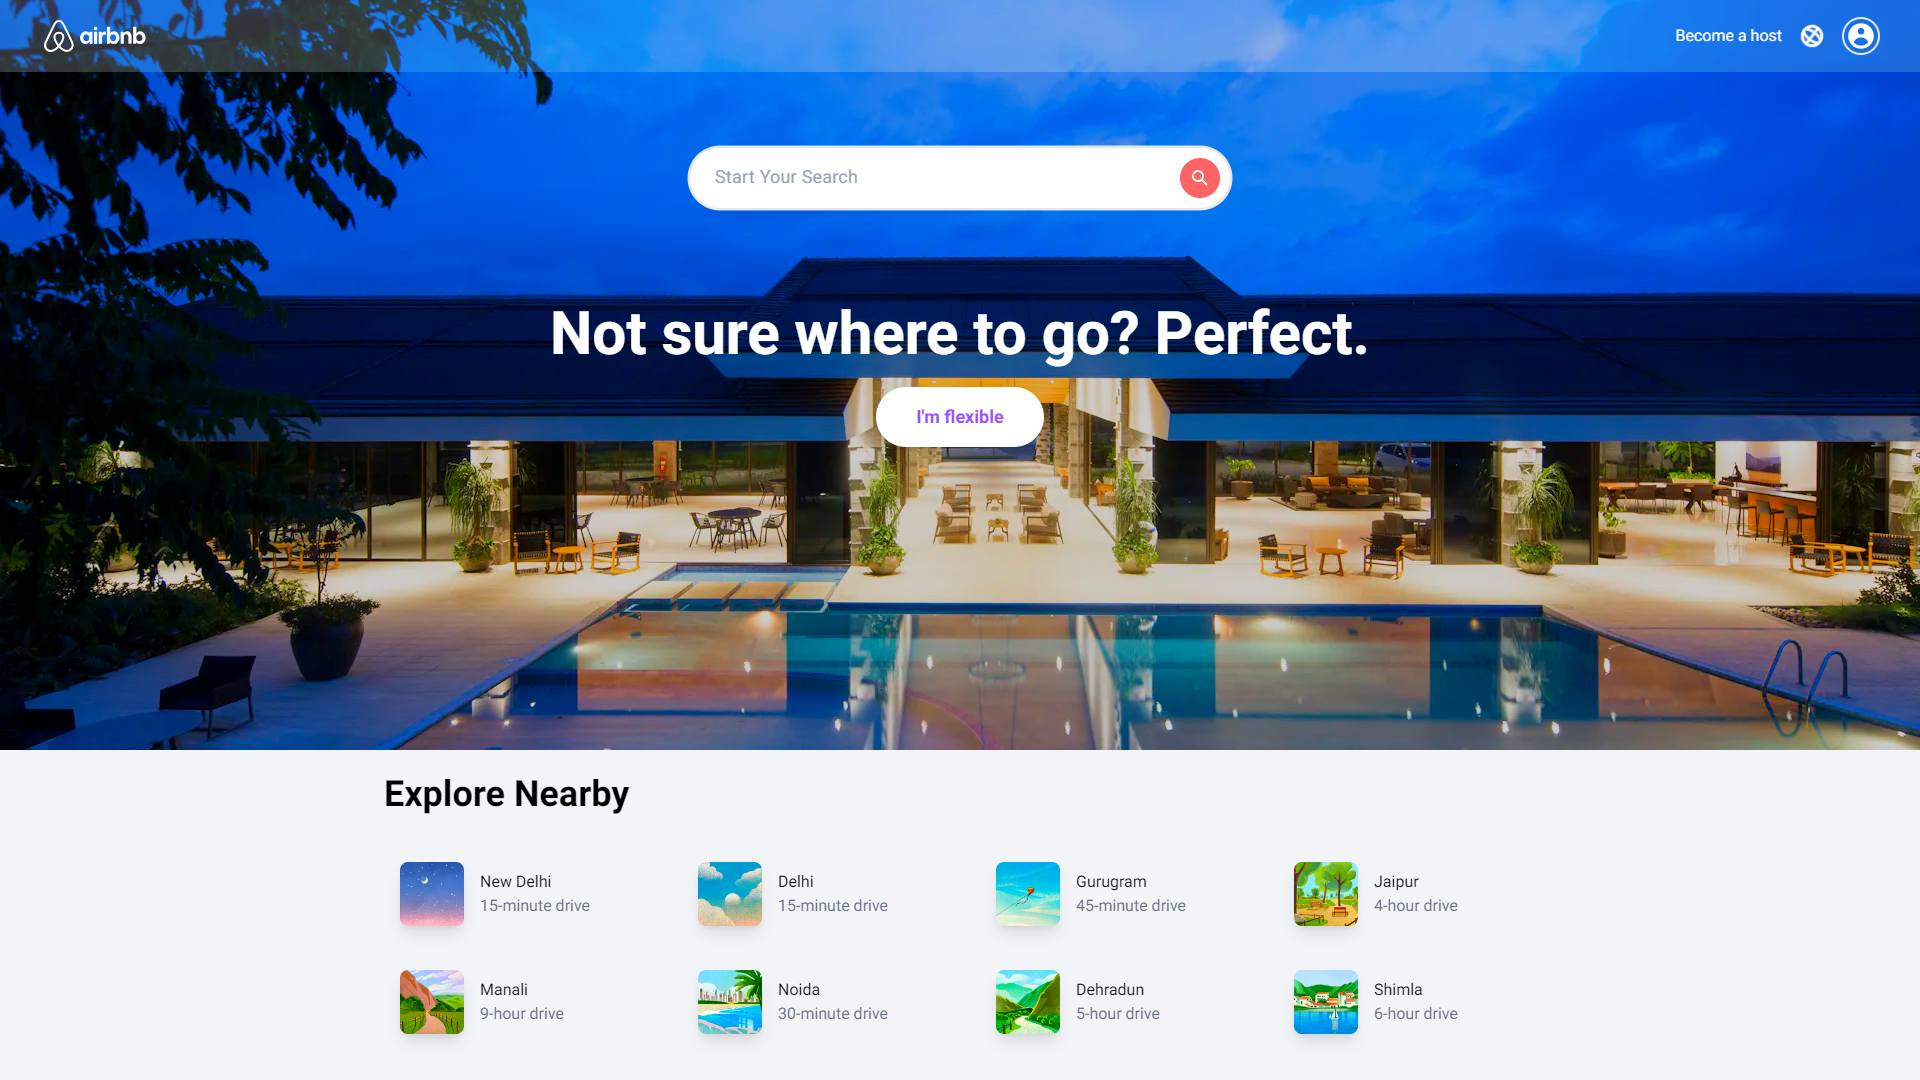 airbnb
Become a host
Start Your Search
Not sure where to go? Perfect.
I'm flexible
Explore Nearby
New Delhi
15-minute drive
Delhi
15-minute drive
Gurugram
45-minute drive
Jaipur
4-hour drive
Manali
9-hour drive
Noida
30-minute drive
Dehradun
5-hour drive
Shimla
6-hour drive